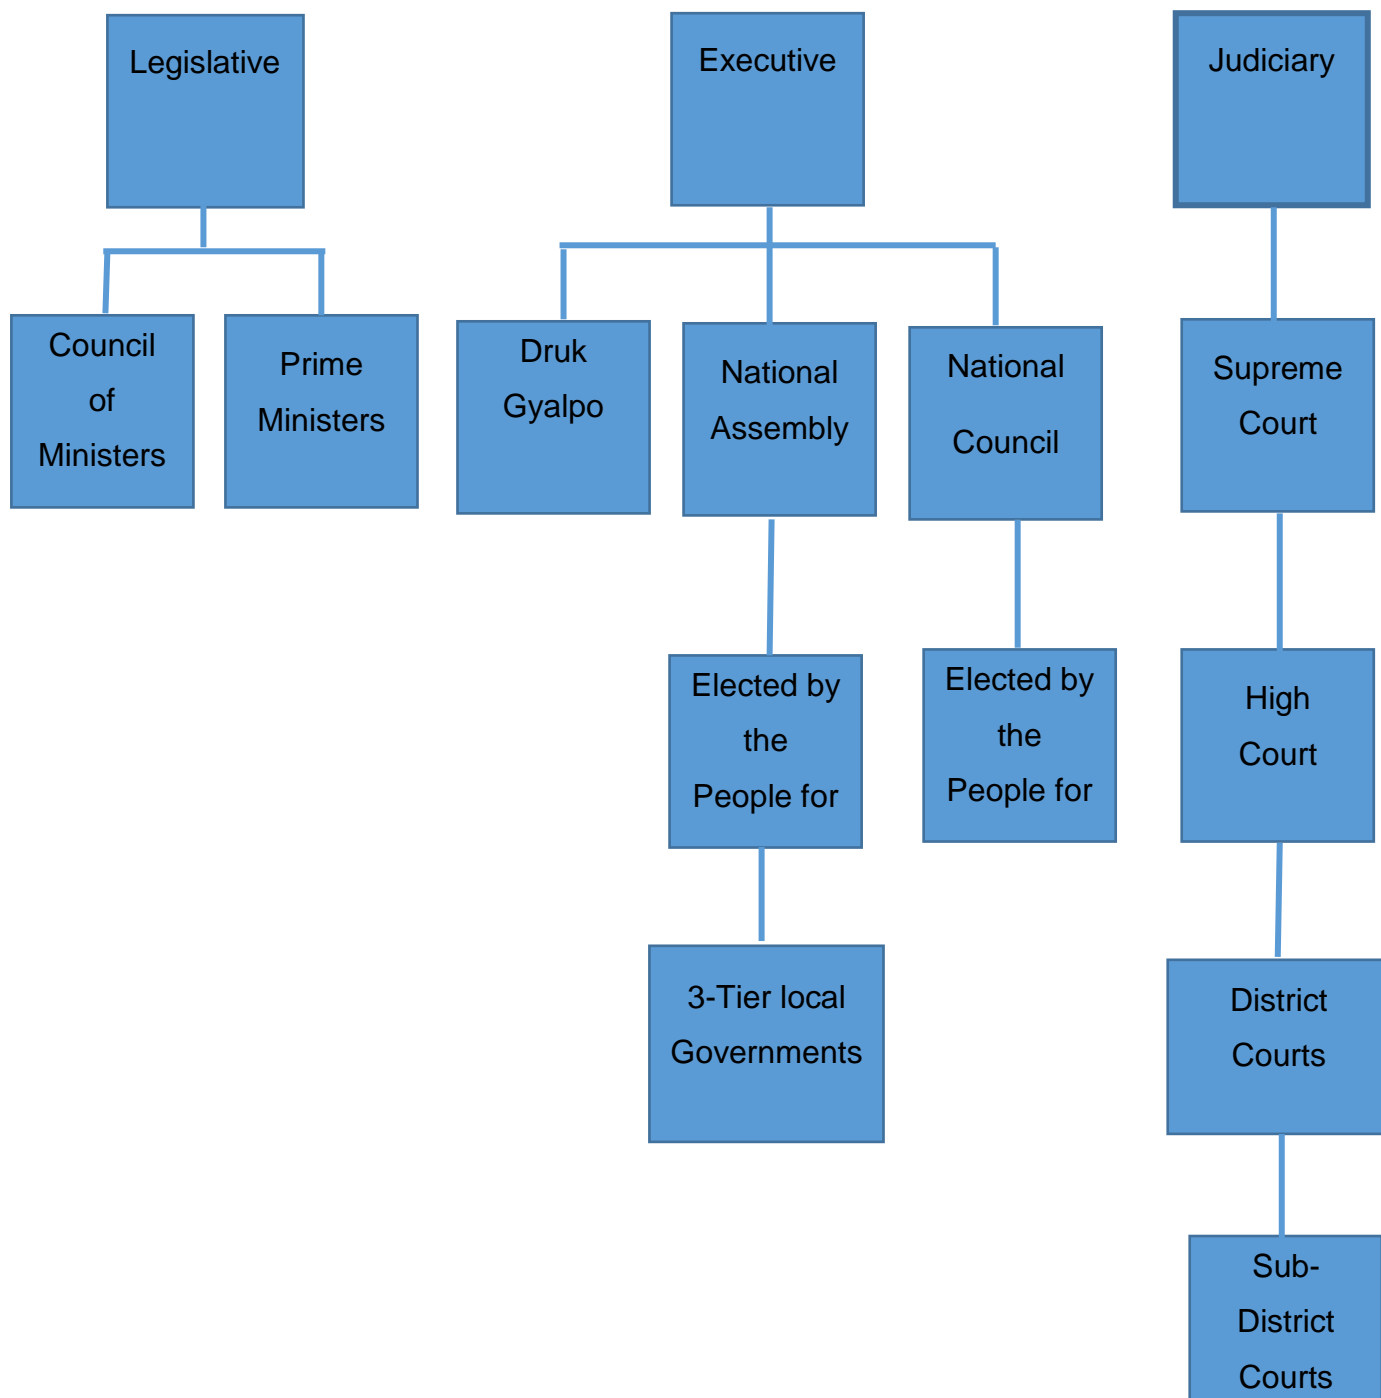 Legislative
Executive
Judiciary
Council
of
Ministers
Prime
Ministers
Druk
Gyalpo
National
Assembly
National
Council
Supreme
Court
Elected by
the
People for
Elected by
the
People for
High
Court
3-Tier local
Governments
District
Courts
Sub-
District
Courts